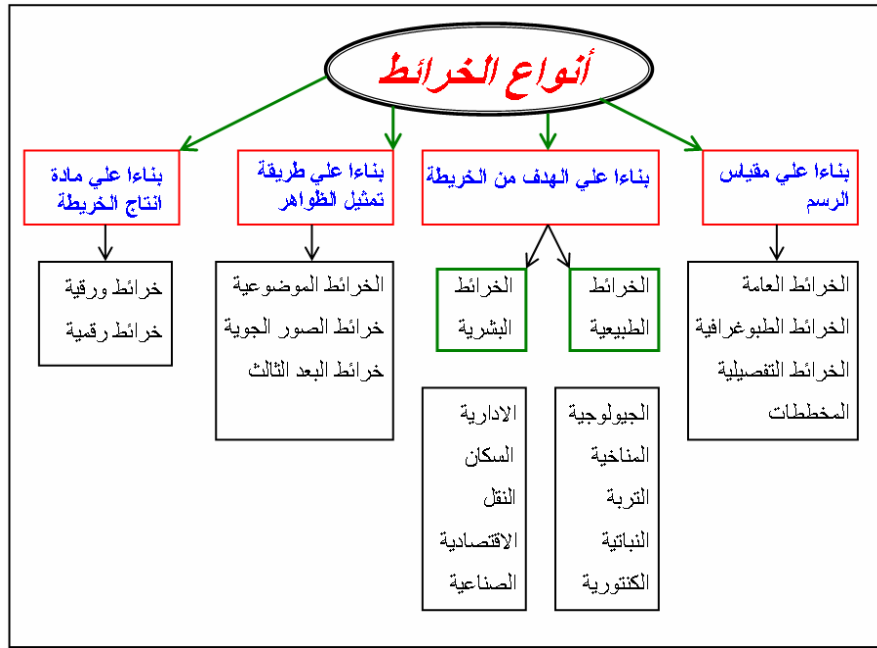 أنواع الخرائط
بناءا علي مقياس
الرسم
الخرائط العامة
الخرائط الطبوغرافية
الخرائط التفصيلية
المخططات
بناءا علي الهدف من الخريطة
الخرائط
الطبيعية
الجيولوجية
المناخية
التربة
النباتية
الكنتورية
الخرائط
البشرية
الادارية
السكان
النقل
الاقتصادية
الصناعية
بناءا علي طريقة
تمثيل الظواهر
الخرائط الموضوعية
خرائط الصور الجوية
خرائط البعد الثالث
بناءا علي مادة
انتاج الخريطة
خرائط ورقية
خرائط رقمية